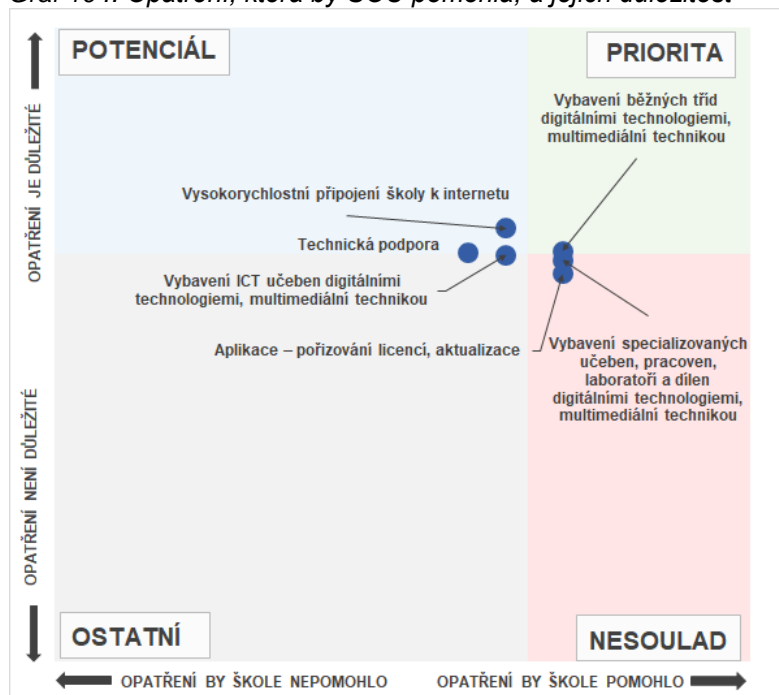 POTENCIÁL
PRIORITA
Vybavení běžných tříd
digitálními technologiemi,
multimediální technikou
Vysokorychlostní připojení školy k internetu
Technická podpora
Vybavení ICT učeben digitálními
technologiemi, multimediální technikou
Aplikace – pořizování licencí, aktualizace
Vybavení specializovaných
učeben, pracoven,
laboratoří a dílen
digitálními technologiemi,
multimediální technikou
OPATŘENÍ JE DŮLEŽITÉ
OPATŘENÍ NENÍ DŮLEŽITÉ
OSTATNÍ
NESOULAD
OPATŘENÍ BY ŠKOLE NEPOMOHLO
OPATŘENÍ BY ŠKOLE POMOHLO